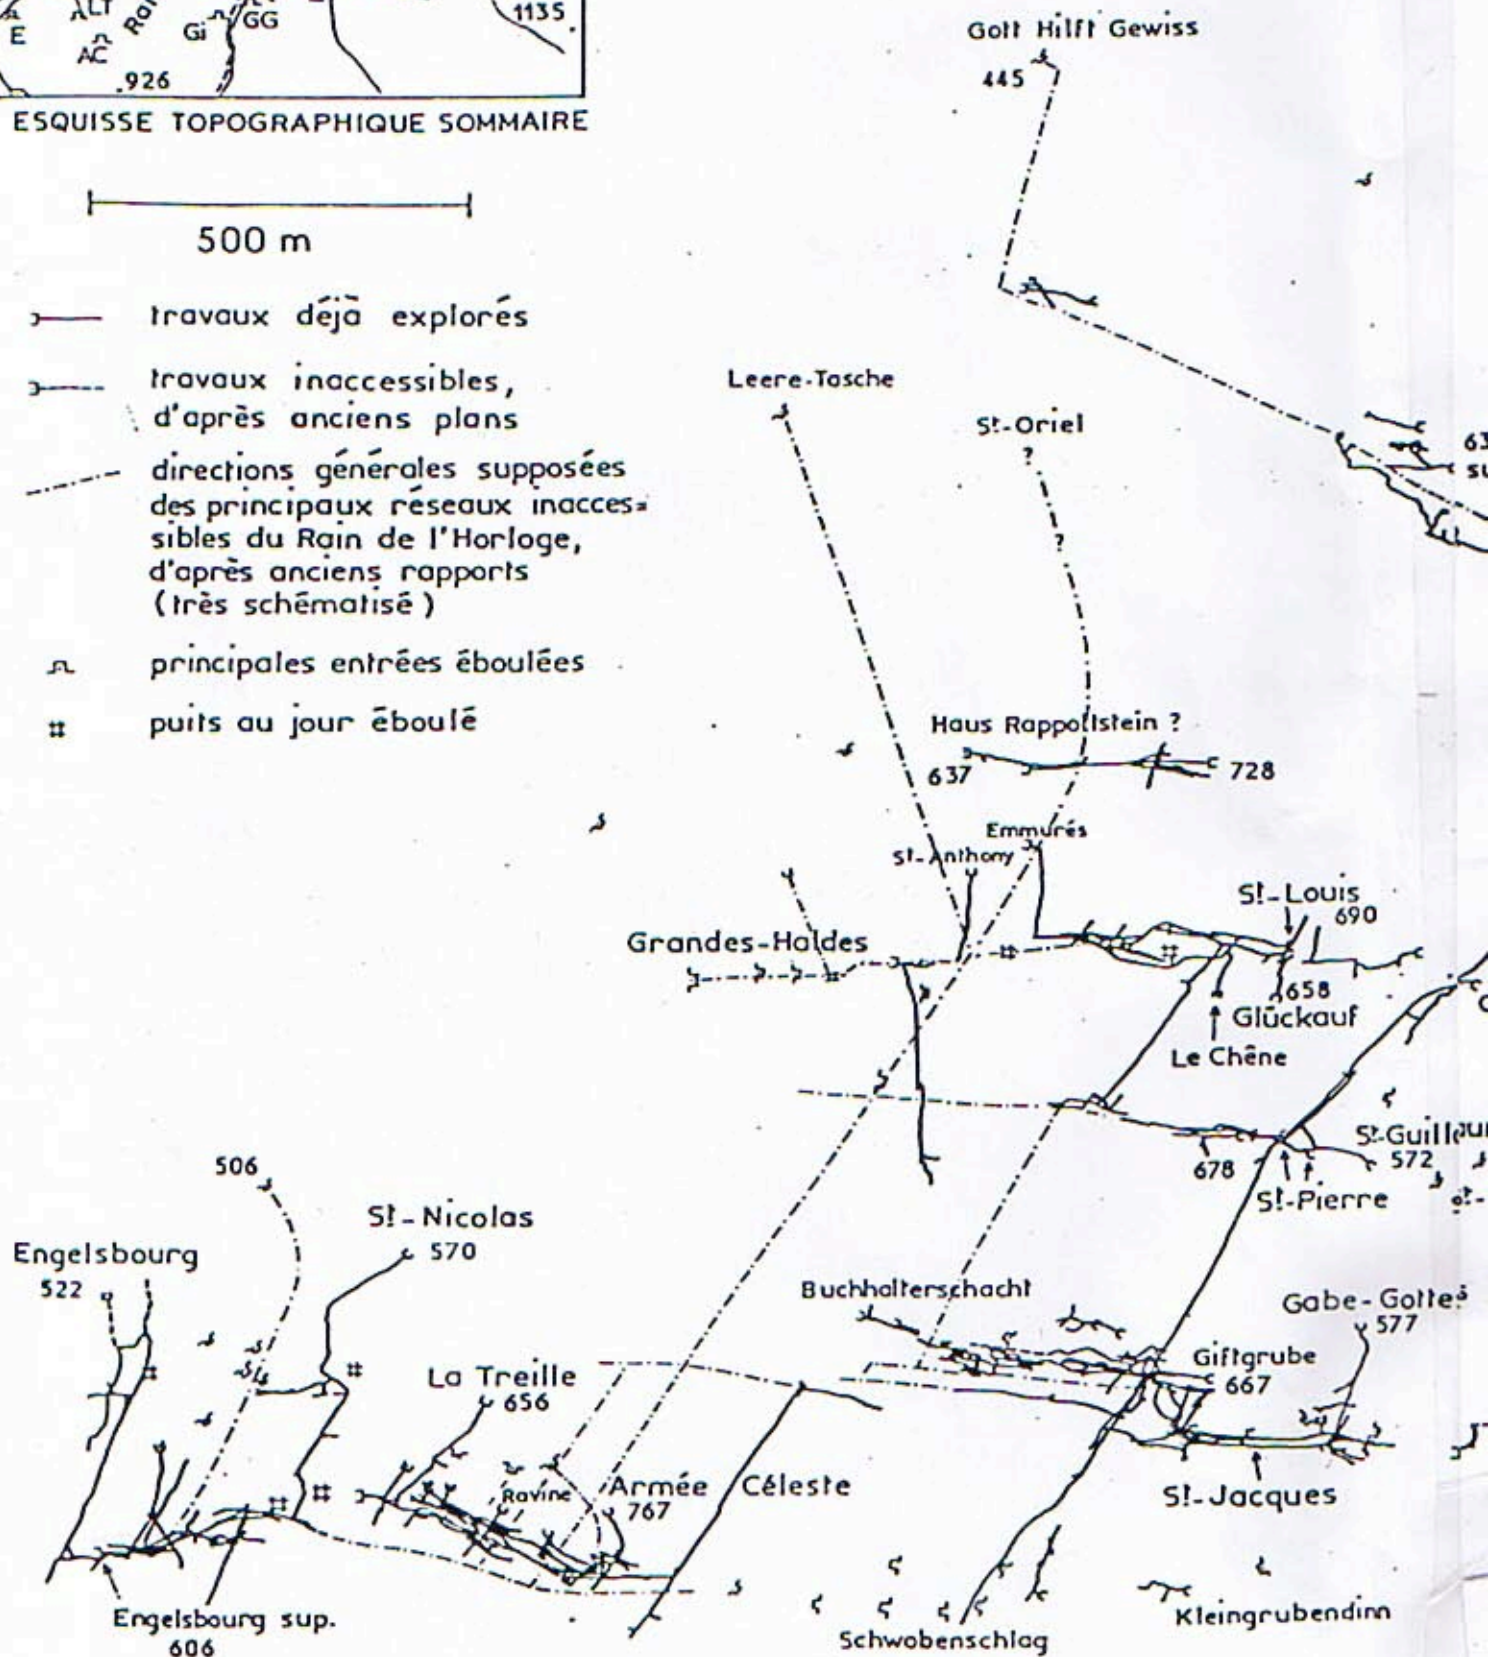 E
ALT
AC
Gi
GG
1135
.926
ESQUISSE TOPOGRAPHIQUE SOMMAIRE
500 m
travaux déjà explorés
travaux inaccessibles,
d'après anciens plans
directions générales supposées
des principaux réseaux inacces=
sibles du Rain de l'Horloge,
d'après anciens rapports
(très schématisé)
principales entrées éboulées
puits au jour éboulé
Gott Hilft Gewiss
445
Leere-Tasche
St-Oriel
?
?
Haus Rappoltstein ?
637
728
Emmurés
St-Anthony
St-Louis
690
Grandes-Haldes
658
Glückauf
Le Chêne
678
572
St-Pierre
506
St-Nicolas
570
Engelsbourg
522
Buchhalterschacht
Gabe-Gottes
577
Giftgrube
667
La Treille
656
Ravine
Armée Céleste
767
St-Jacques
Engelsbourg sup.
606
Kleingrubendinn
Schwobenschlag